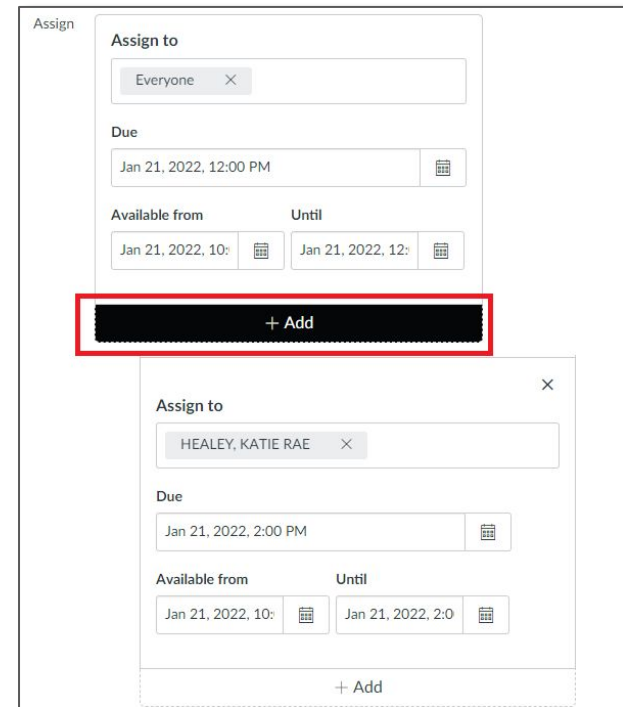 Assign
Assign to
Everyone ×
Due
Jan 21, 2022, 12:00 PM
Available from Until
Jan 21, 2022, 10: Jan 21, 2022, 12:
+ Add
×
Assign to
HEALEY, KATIE RAE ×
Due
Jan 21, 2022, 2:00 PM
Available from Until
Jan 21, 2022, 10: Jan 21, 2022, 2:0
+ Add